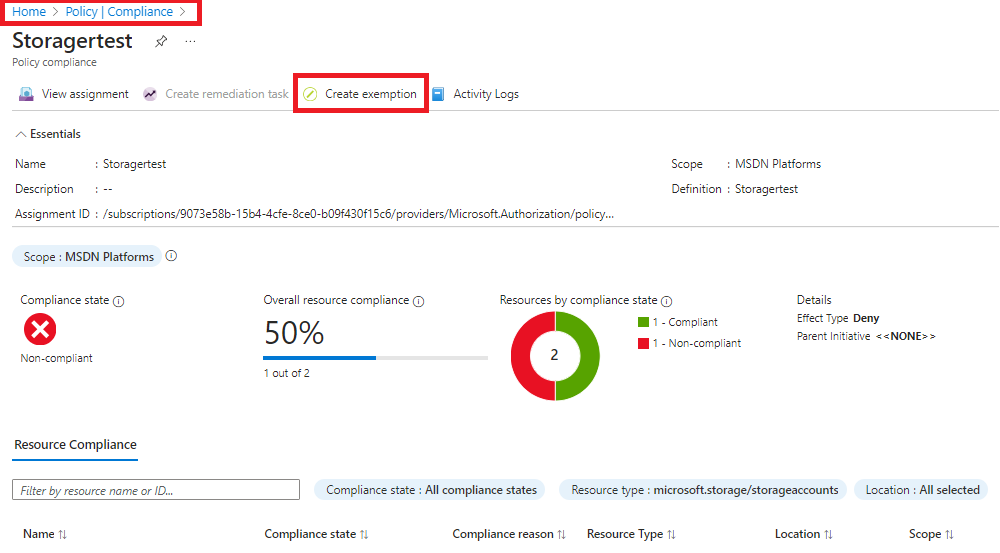 Home > Policy | Compliance >
Storagertest ...
Policy compliance
View assignment Create remediation task Create exemption Activity Logs
Essentials
Name : Storagertest Scope : MSDN Platforms
Description : -- Definition : Storagertest
Assignment ID : /subscriptions/9073e58b-15b4-4cfe-8ce0-b09f430f15c6/providers/Microsoft.Authorization/policy...
Scope : MSDN Platforms
Compliance state Overall resource compliance Resources by compliance state Details
50% 1 - Compliant Effect Type Deny
2 1 - Non-compliant Parent Initiative <<NONE>>
Non-compliant
1 out of 2
Resource Compliance
Filter by resource name or ID... Compliance state : All compliance states Resource type : microsoft.storage/storageaccounts Location : All selected
Name ↑↓ Compliance state ↑↓ Compliance reason ↑↓ Resource Type ↑↓ Location ↑↓ Scope ↑↓